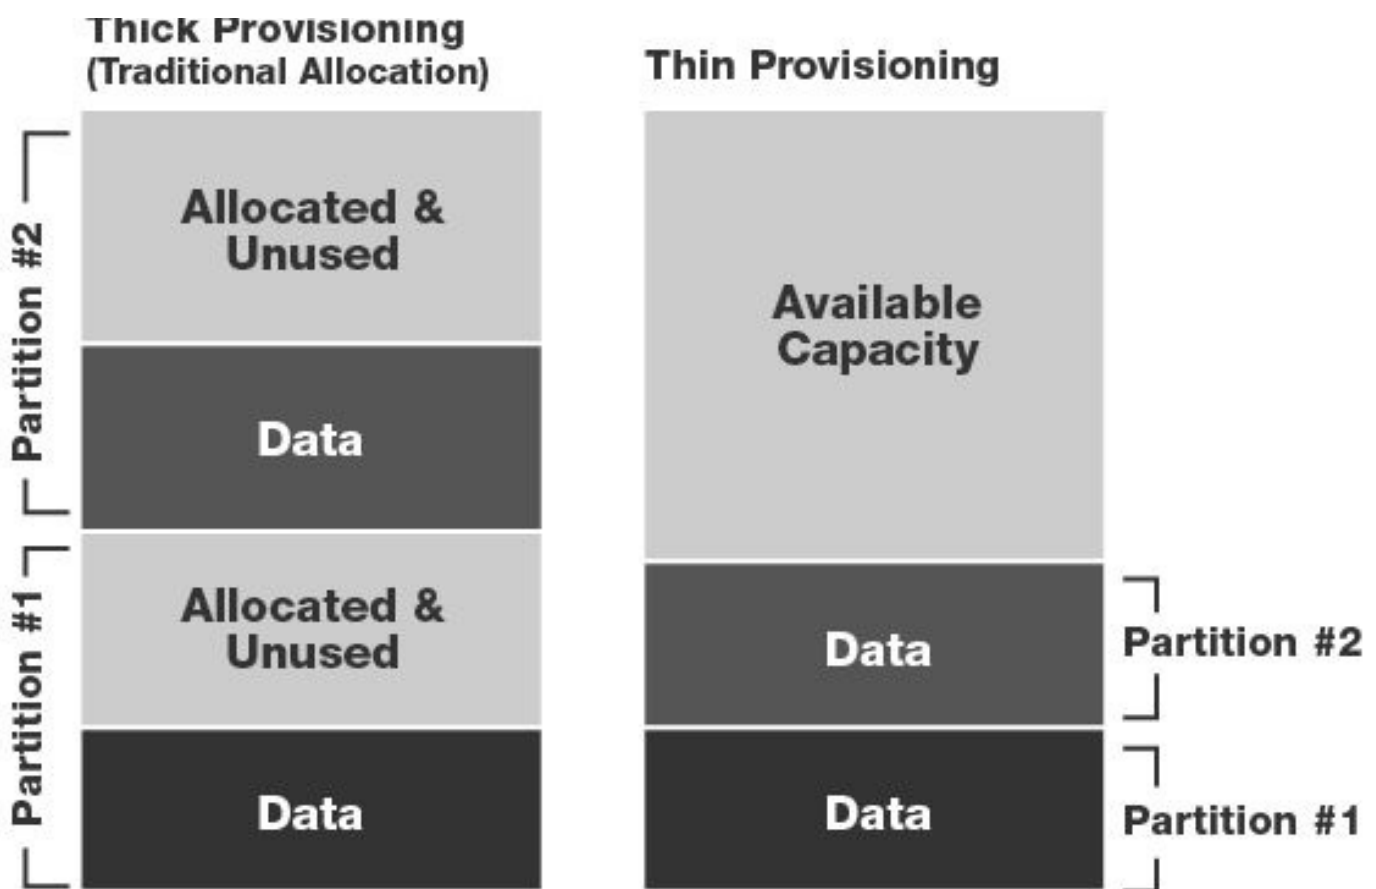 Thick Provisioning
(Traditional Allocation)
Thin Provisioning
Partition #2
Allocated &
Unused
Data
Partition #1
Allocated &
Unused
Data
Available
Capacity
Data
Partition #2
Data
Partition #1